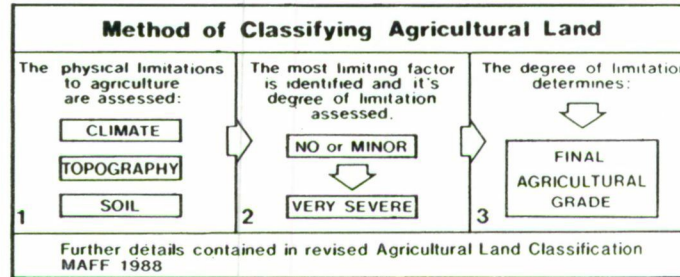 Method of Classifying Agricultural Land
The physical limitations
to agriculture
are assessed:
CLIMATE
TOPOGRAPHY
SOIL
1
The most limiting factor
is identified and it's
degree of limitation
assessed.
NO or MINOR
VERY SEVERE
2
The degree of limitation
determines:
FINAL
AGRICULTURAL
GRADE
3
Further details contained in revised Agricultural Land Classification
MAFF 1988